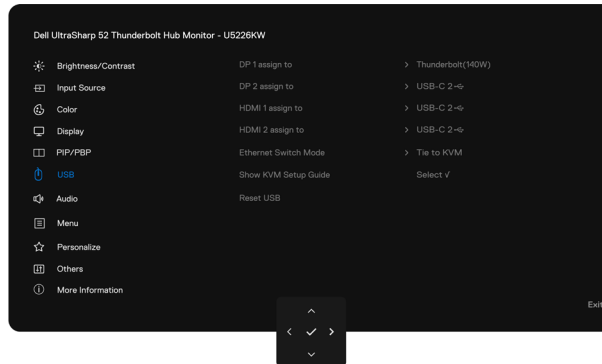 Dell UltraSharp 52 Thunderbolt Hub Monitor - U5226KW
Brightness/Contrast DP 1 assign to > Thunderbolt(140W)
Input Source DP 2 assign to > USB-C 2
Color HDMI 1 assign to > USB-C 2
Display HDMI 2 assign to > USB-C 2
PIP/PBP Ethernet Switch Mode > Tie to KVM
USB Show KVM Setup Guide Select √
Audio Reset USB
Menu
Personalize
Others
More Information
Exit